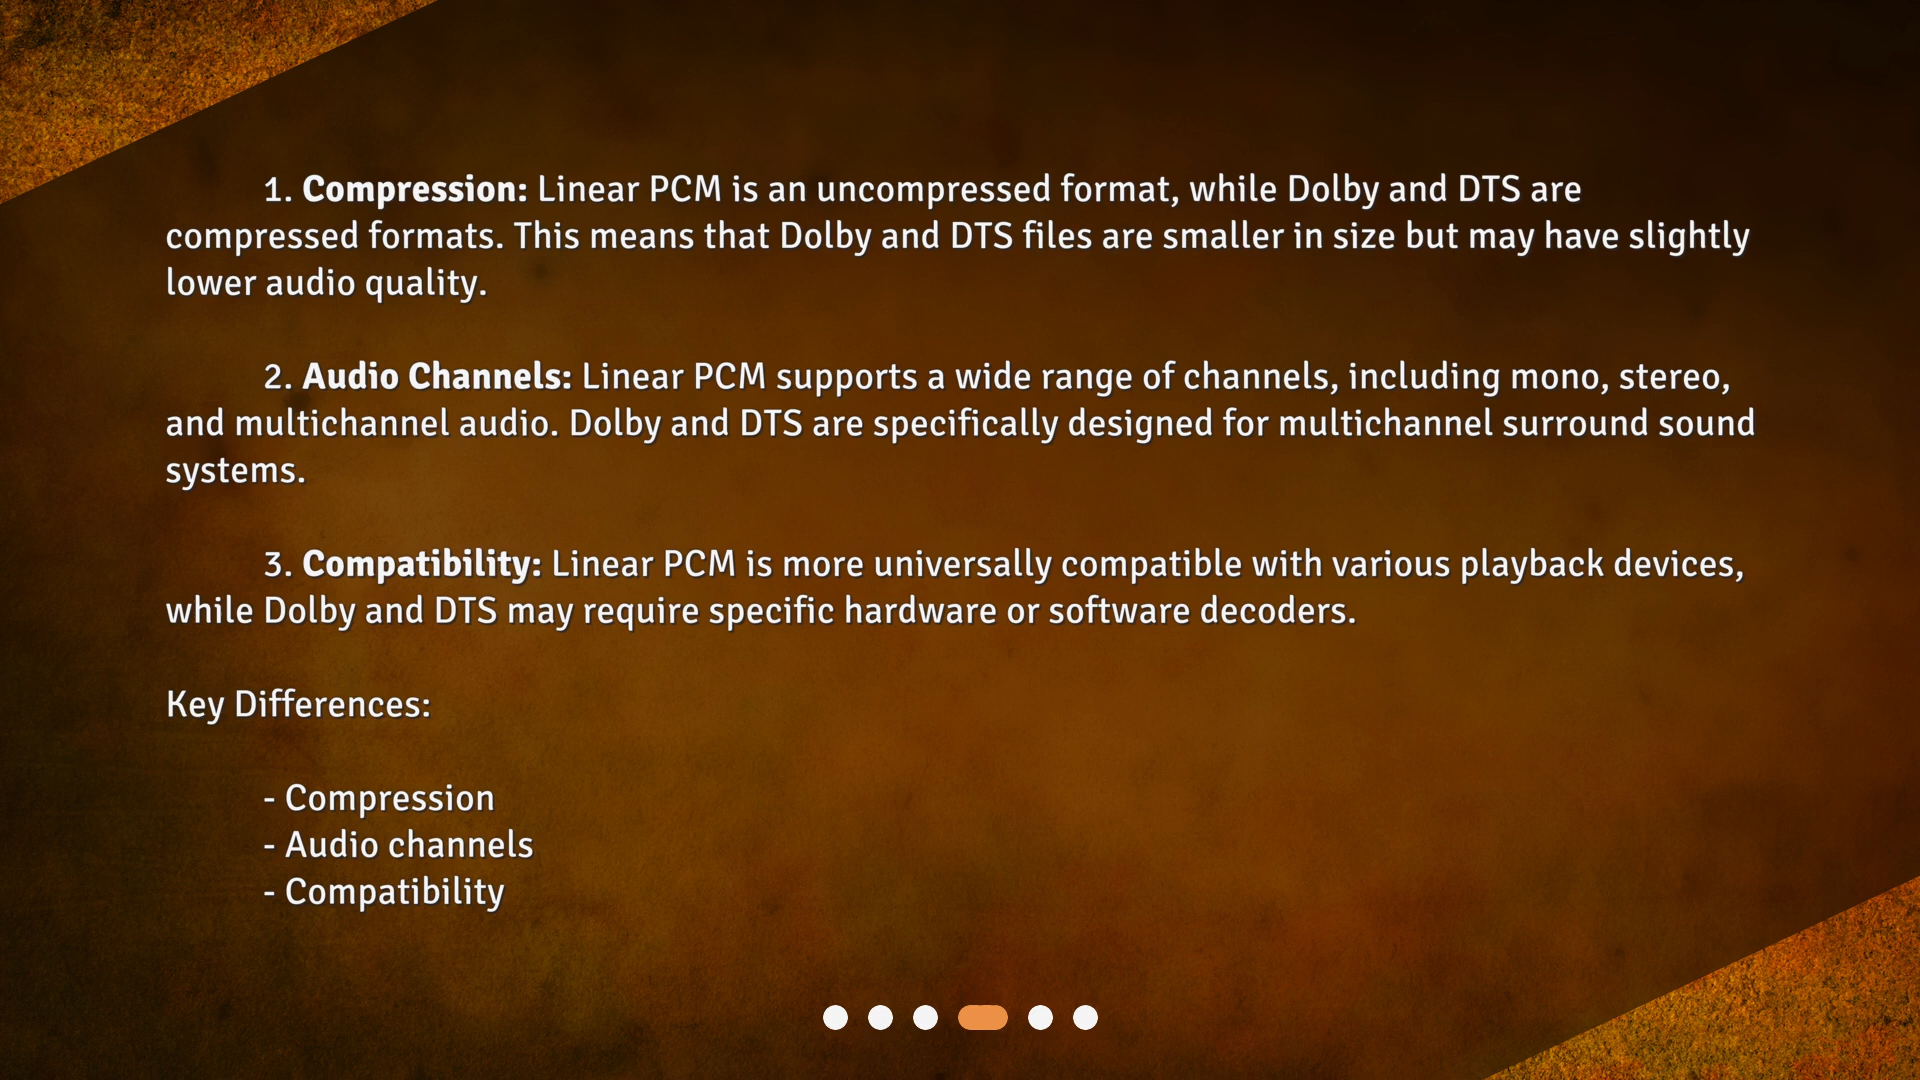 1. Compression: Linear PCM is an uncompressed format, while Dolby and DTS are
compressed formats. This means that Dolby and DTS files are smaller in size but may have slightly
lower audio quality.
2. Audio Channels: Linear PCM supports a wide range of channels, including mono, stereo,
and multichannel audio. Dolby and DTS are specifically designed for multichannel surround sound
systems.
3. Compatibility: Linear PCM is more universally compatible with various playback devices,
while Dolby and DTS may require specific hardware or software decoders.
Key Differences:
- Compression
- Audio channels
- Compatibility